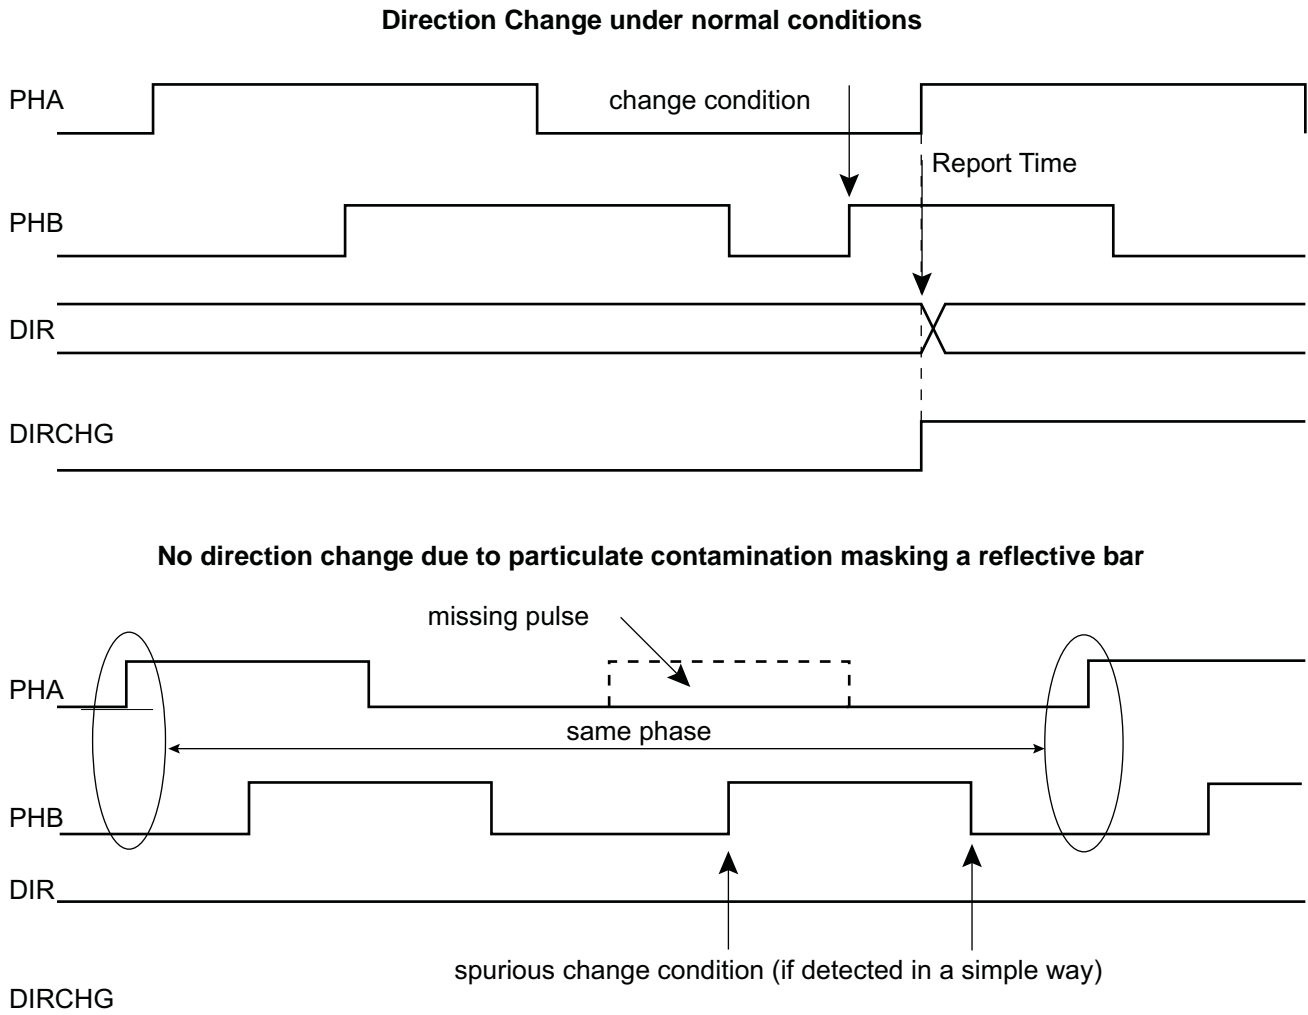 Direction Change under normal conditions
PHA
change condition
Report Time
PHB
DIR
DIRCHG
No direction change due to particulate contamination masking a reflective bar
missing pulse
PHA
same phase
PHB
DIR
spurious change condition (if detected in a simple way)
DIRCHG